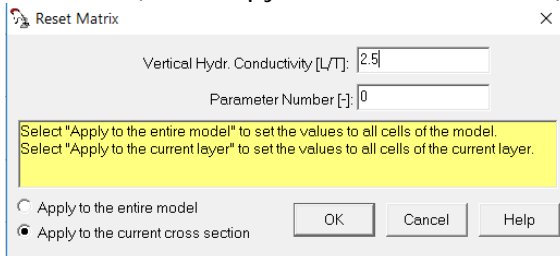 Reset Matrix
Vertical Hydr. Conductivity [L/T]: 2.5
Parameter Number [-]: 0
Select "Apply to the entire model" to set the values to all cells of the model.
Select "Apply to the current layer" to set the values to all cells of the current layer.
Apply to the entire model
Apply to the current cross section
OK Cancel Help